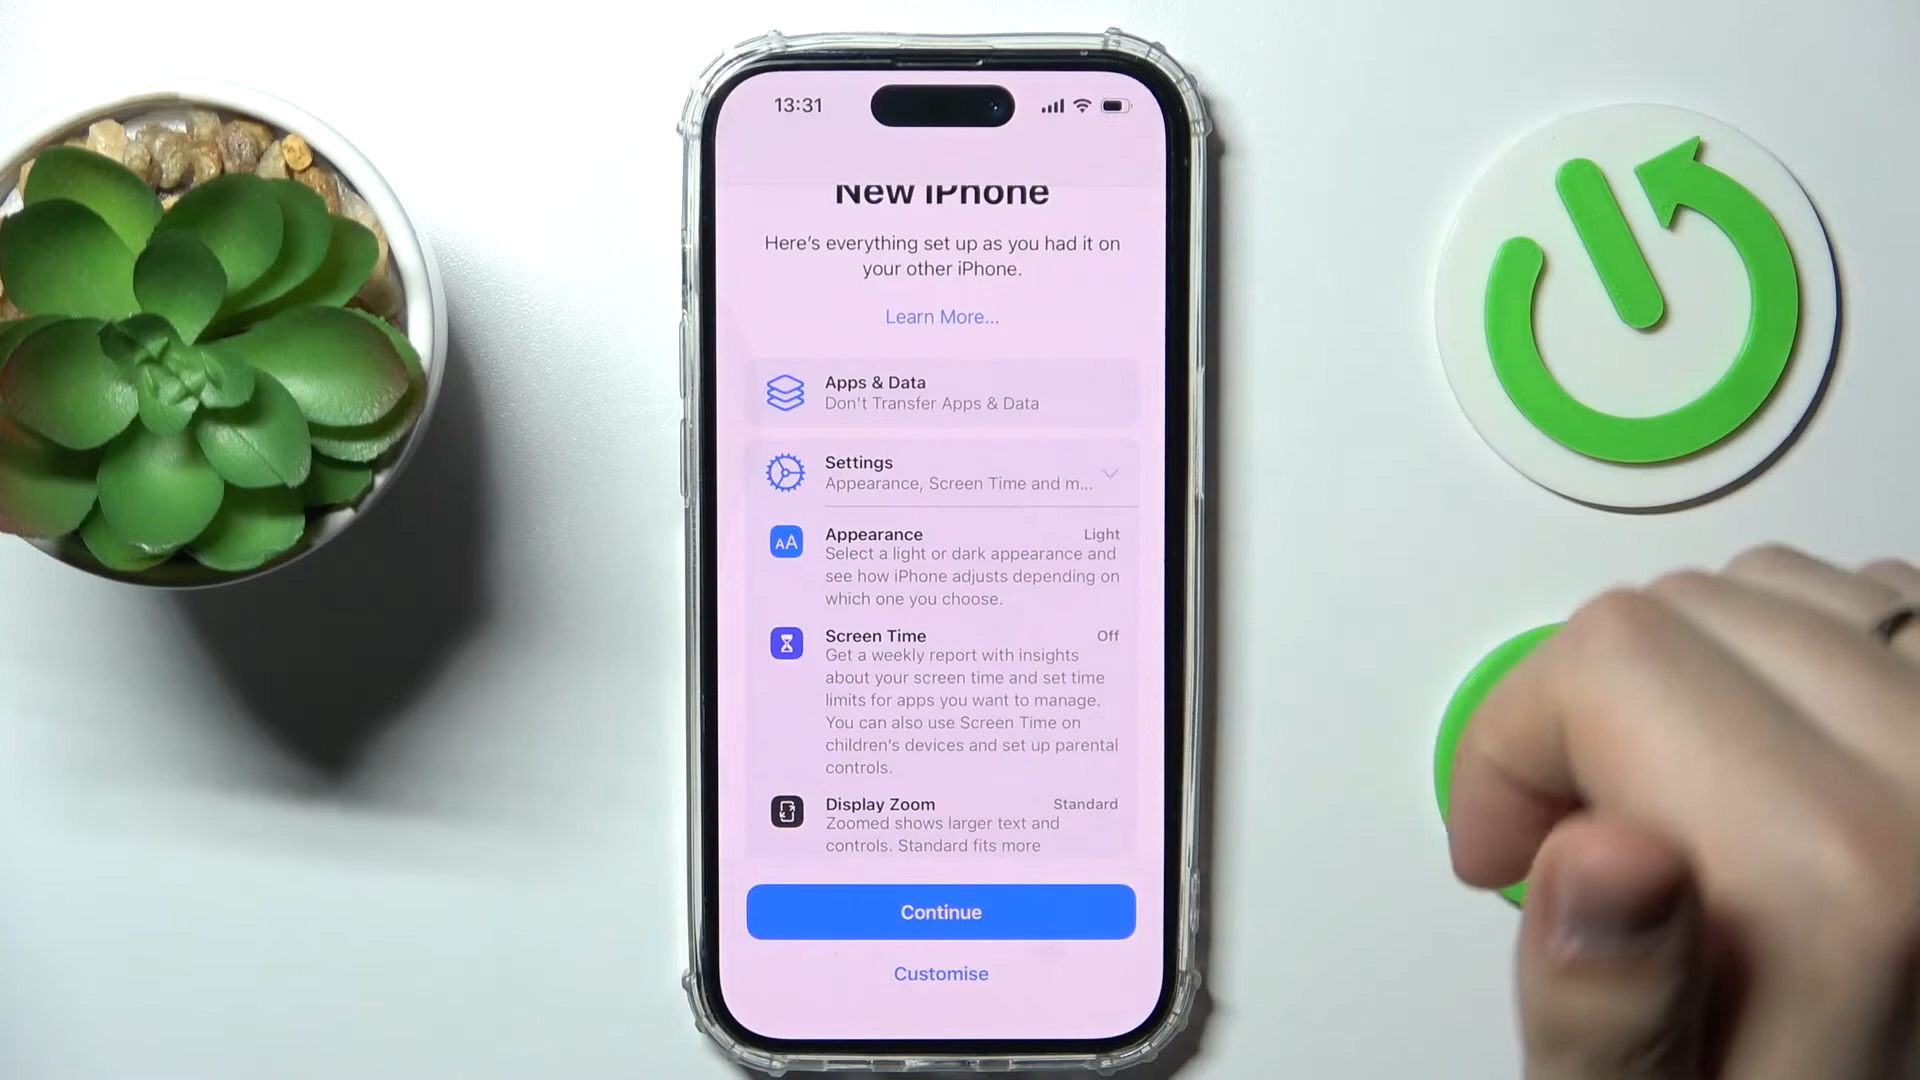 13:31
New iPhone
Here's everything set up as you had it on
your other iPhone.
Learn More...
Apps & Data
Don't Transfer Apps & Data
Settings
Appearance, Screen Time and m...
AA
Appearance
Light
Select a light or dark appearance and
see how iPhone adjusts depending on
which one you choose.
Screen Time
Off
Get a weekly report with insights
about your screen time and set time
limits for apps you want to manage.
You can also use Screen Time on
children's devices and set up parental
controls.
Display Zoom
Standard
Zoomed shows larger text and
controls. Standard fits more
Continue
Customise